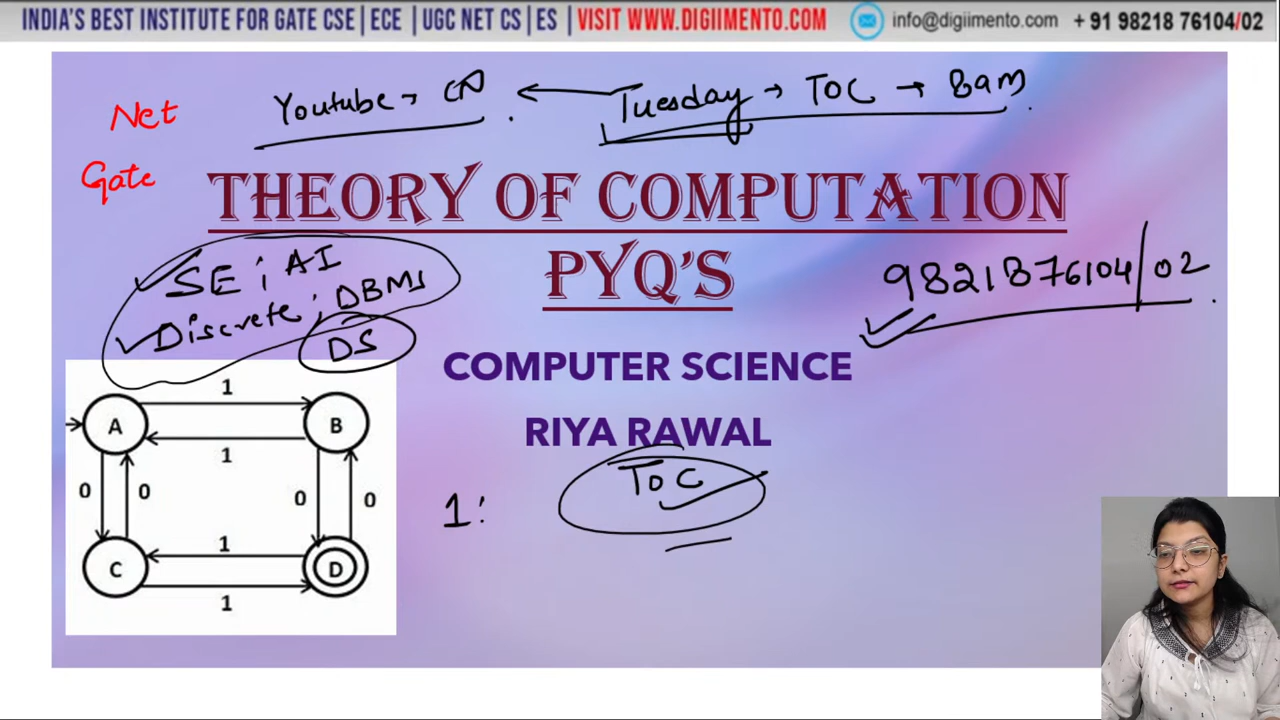 INDIA'S BEST INSTITUTE FOR GATE CSE | ECE | UGC NET CS | ES | VISIT WWW.DIGIIMENTO.COM info@digiimento.com + 91 98218 76104/02
Net
Youtube → CN ← Tuesday → TOC → 8am
Gate
THEORY OF COMPUTATION
PYQ'S
SE ; AI
Discrete ; DBMS
DS
9821876104/02
COMPUTER SCIENCE
RIYA RAWAL
TOC
1:
1
A
B
1
0
0
0
0
1
C
D
1